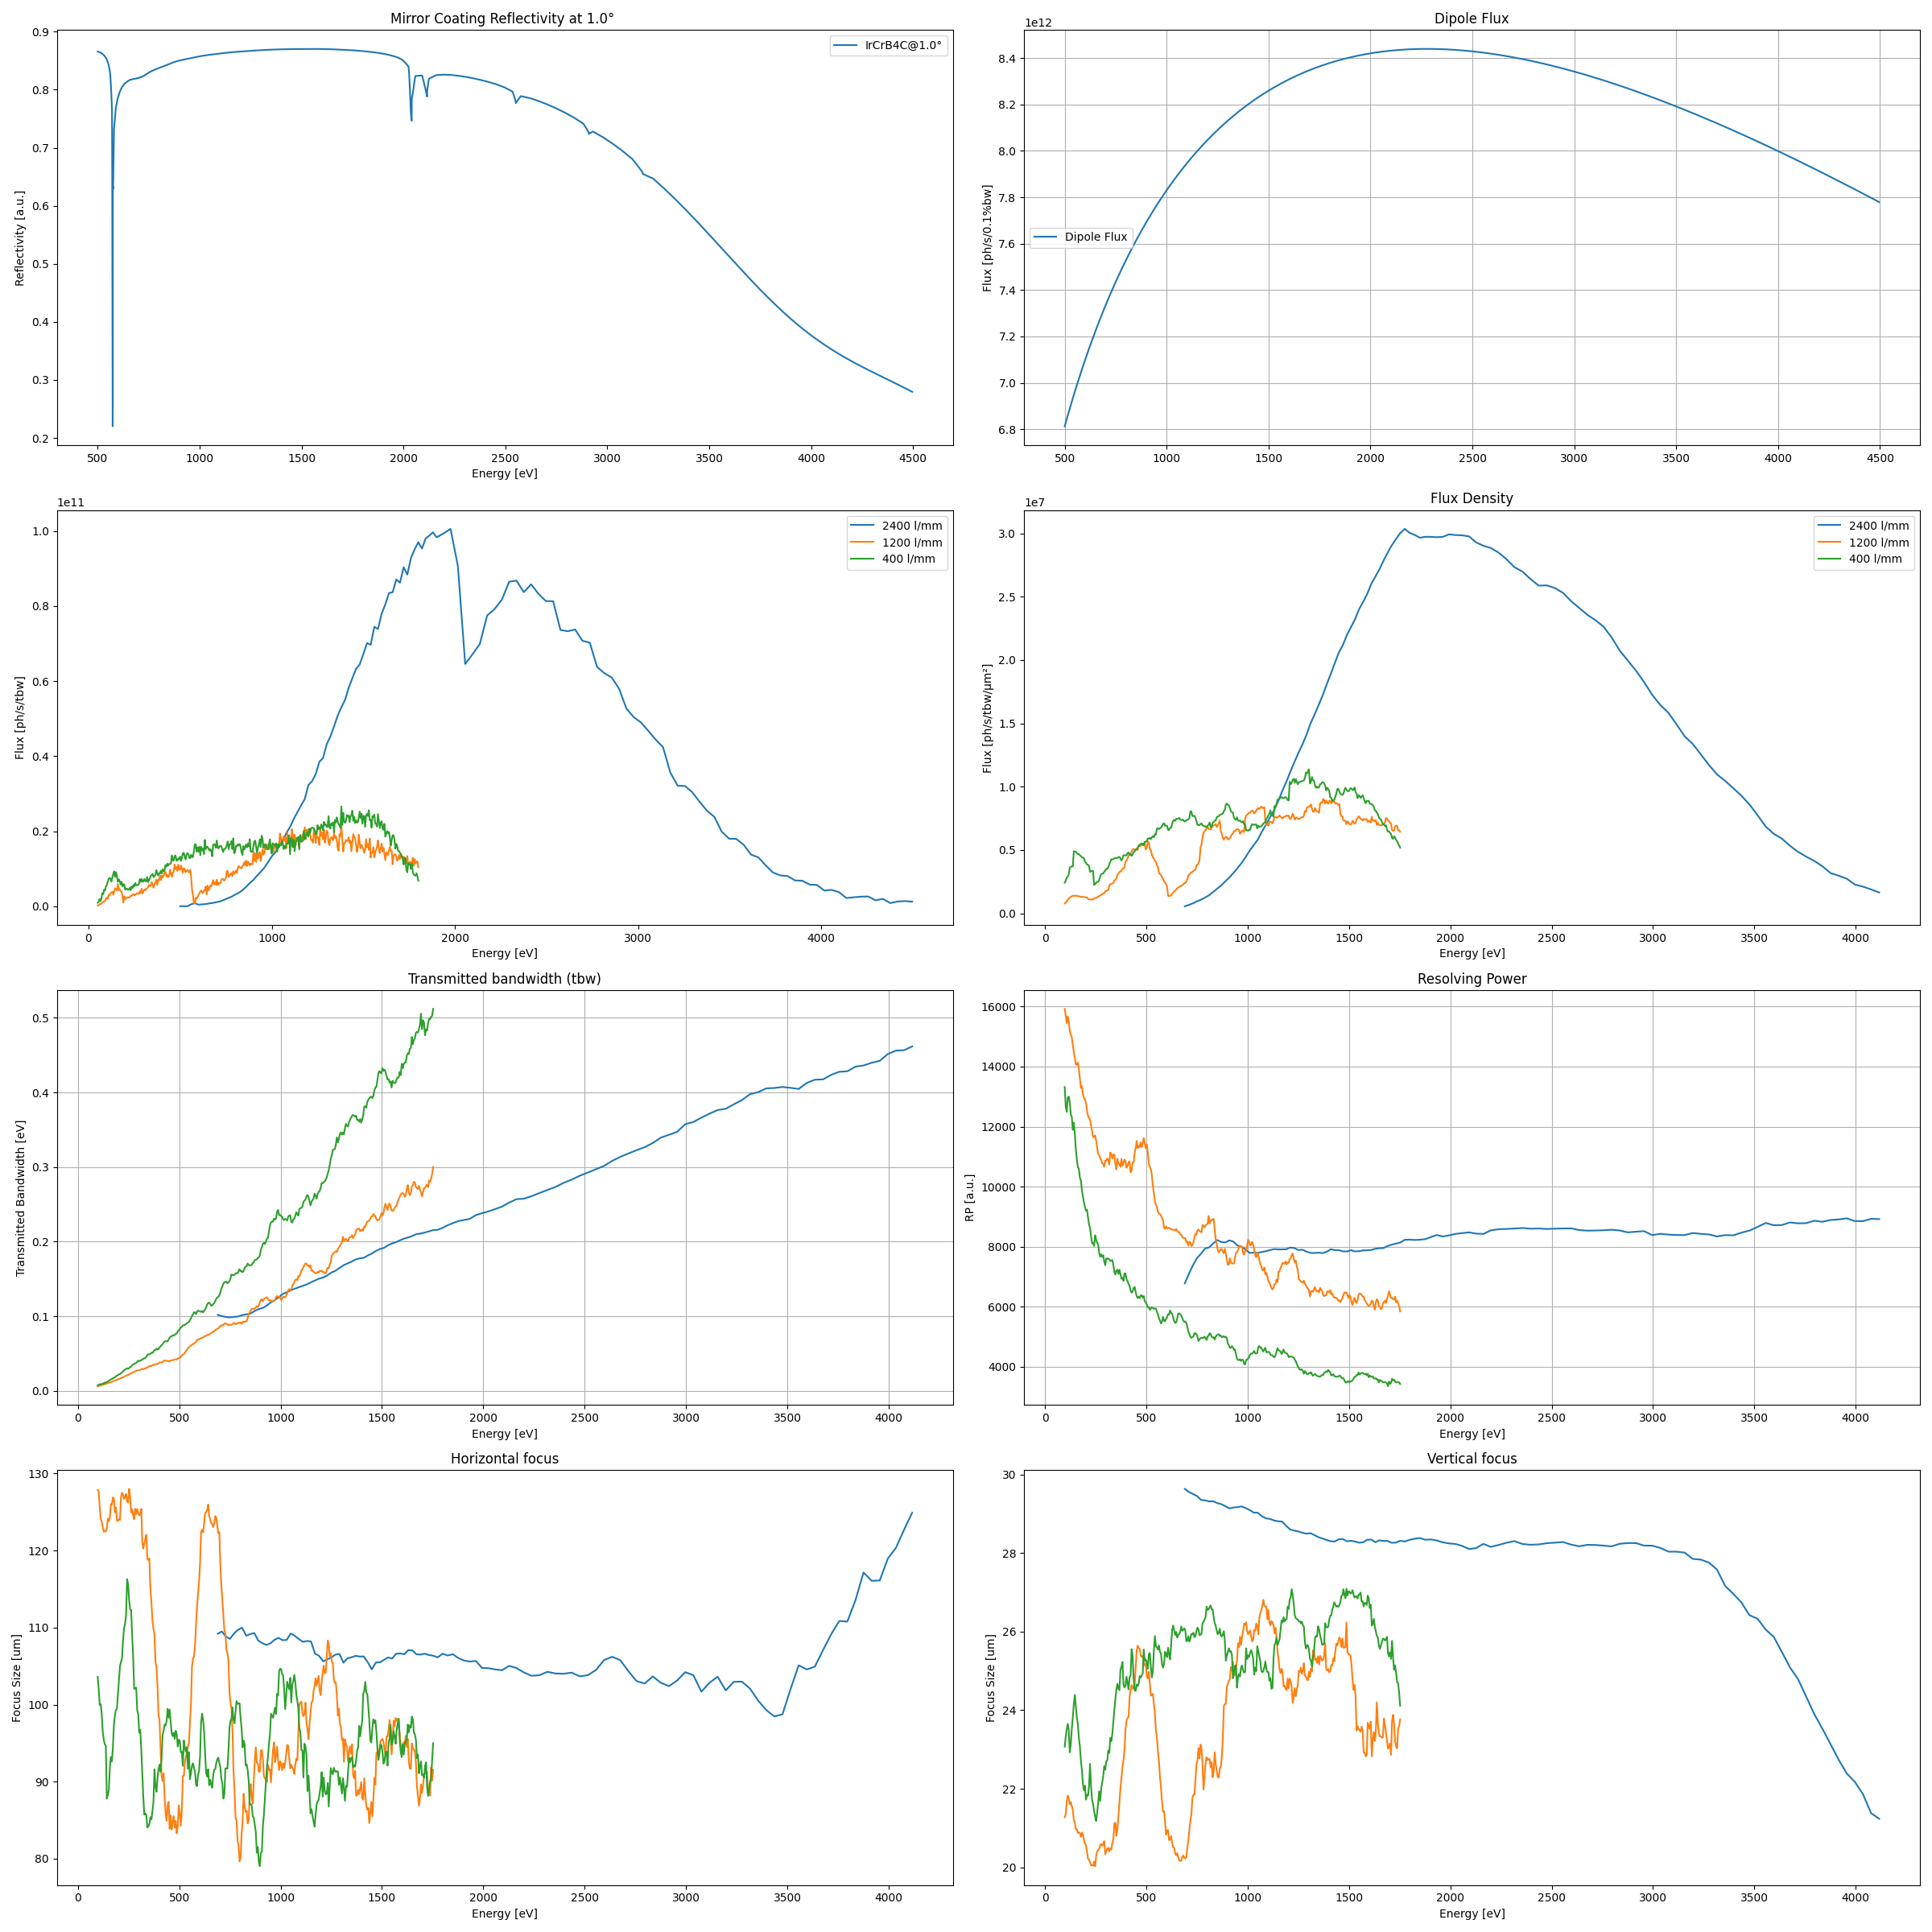 Mirror Coating Reflectivity at 1.0°
IrCrB4C@1.0°
Reflectivity [a.u.]
0.9
0.8
0.7
0.6
0.5
0.4
0.3
0.2
500 1000 1500 2000 2500 3000 3500 4000 4500
Energy [eV]
Dipole Flux
1e12
Dipole Flux
Flux [ph/s/0.1%bw]
8.4
8.2
8.0
7.8
7.6
7.4
7.2
7.0
6.8
500 1000 1500 2000 2500 3000 3500 4000 4500
Energy [eV]
1e11
2400 l/mm
1200 l/mm
400 l/mm
Flux [ph/s/tbw]
1.0
0.8
0.6
0.4
0.2
0.0
0 1000 2000 3000 4000
Energy [eV]
Flux Density
1e7
2400 l/mm
1200 l/mm
400 l/mm
Flux [ph/s/tbw/µm²]
3.0
2.5
2.0
1.5
1.0
0.5
0.0
0 500 1000 1500 2000 2500 3000 3500 4000
Energy [eV]
Transmitted bandwidth (tbw)
Transmitted Bandwidth [eV]
0.5
0.4
0.3
0.2
0.1
0.0
0 500 1000 1500 2000 2500 3000 3500 4000
Energy [eV]
Resolving Power
RP [a.u.]
16000
14000
12000
10000
8000
6000
4000
0 500 1000 1500 2000 2500 3000 3500 4000
Energy [eV]
Horizontal focus
Focus Size [um]
130
120
110
100
90
80
0 500 1000 1500 2000 2500 3000 3500 4000
Energy [eV]
Vertical focus
Focus Size [um]
30
28
26
24
22
20
0 500 1000 1500 2000 2500 3000 3500 4000
Energy [eV]